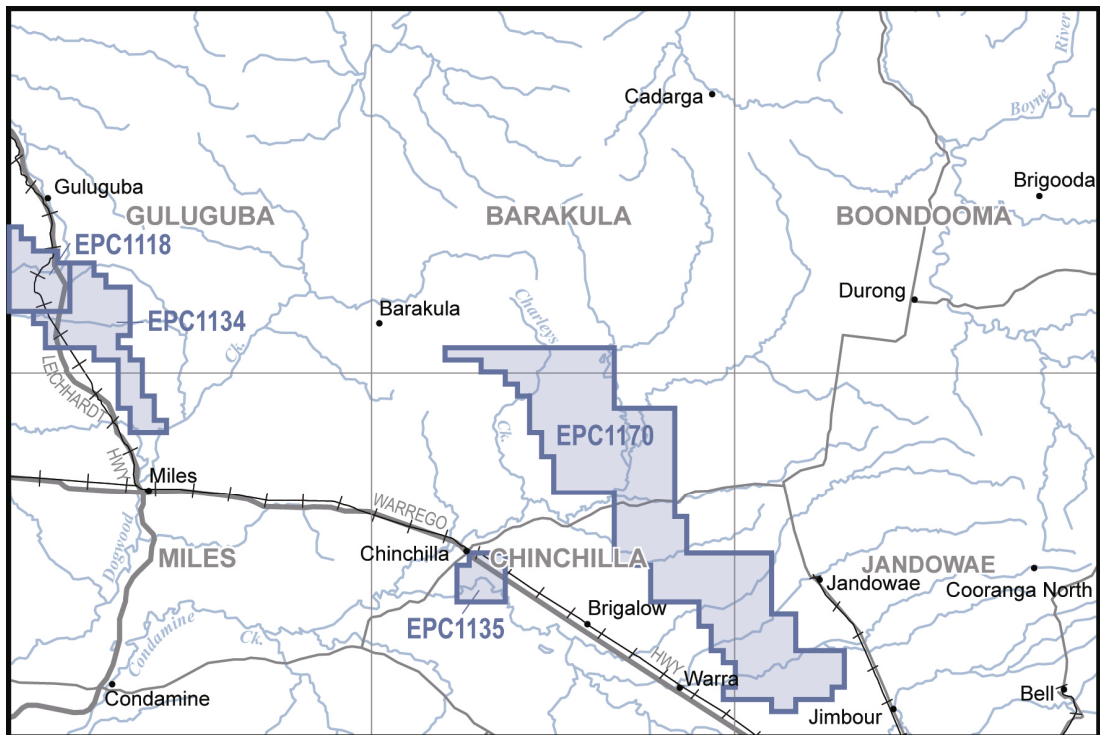 River
Cadarga
Boyne
Guluguba
Brigooda
GULUGUBA
BARAKULA
BOONDOOMA
EPC1118
Durong
Charleys
Barakula
EPC1134
Ck.
LEICHHARDT
HWY
Ck.
EPC1170
Miles
WARREGO
Dogwood
Chinchilla
MILES
CHINCHILLA
JANDOWAE
Jandowae
Cooranga North
Brigalow
EPC1135
Condamine
Ck.
HWY
Warra
Condamine
Bell
Jimbour